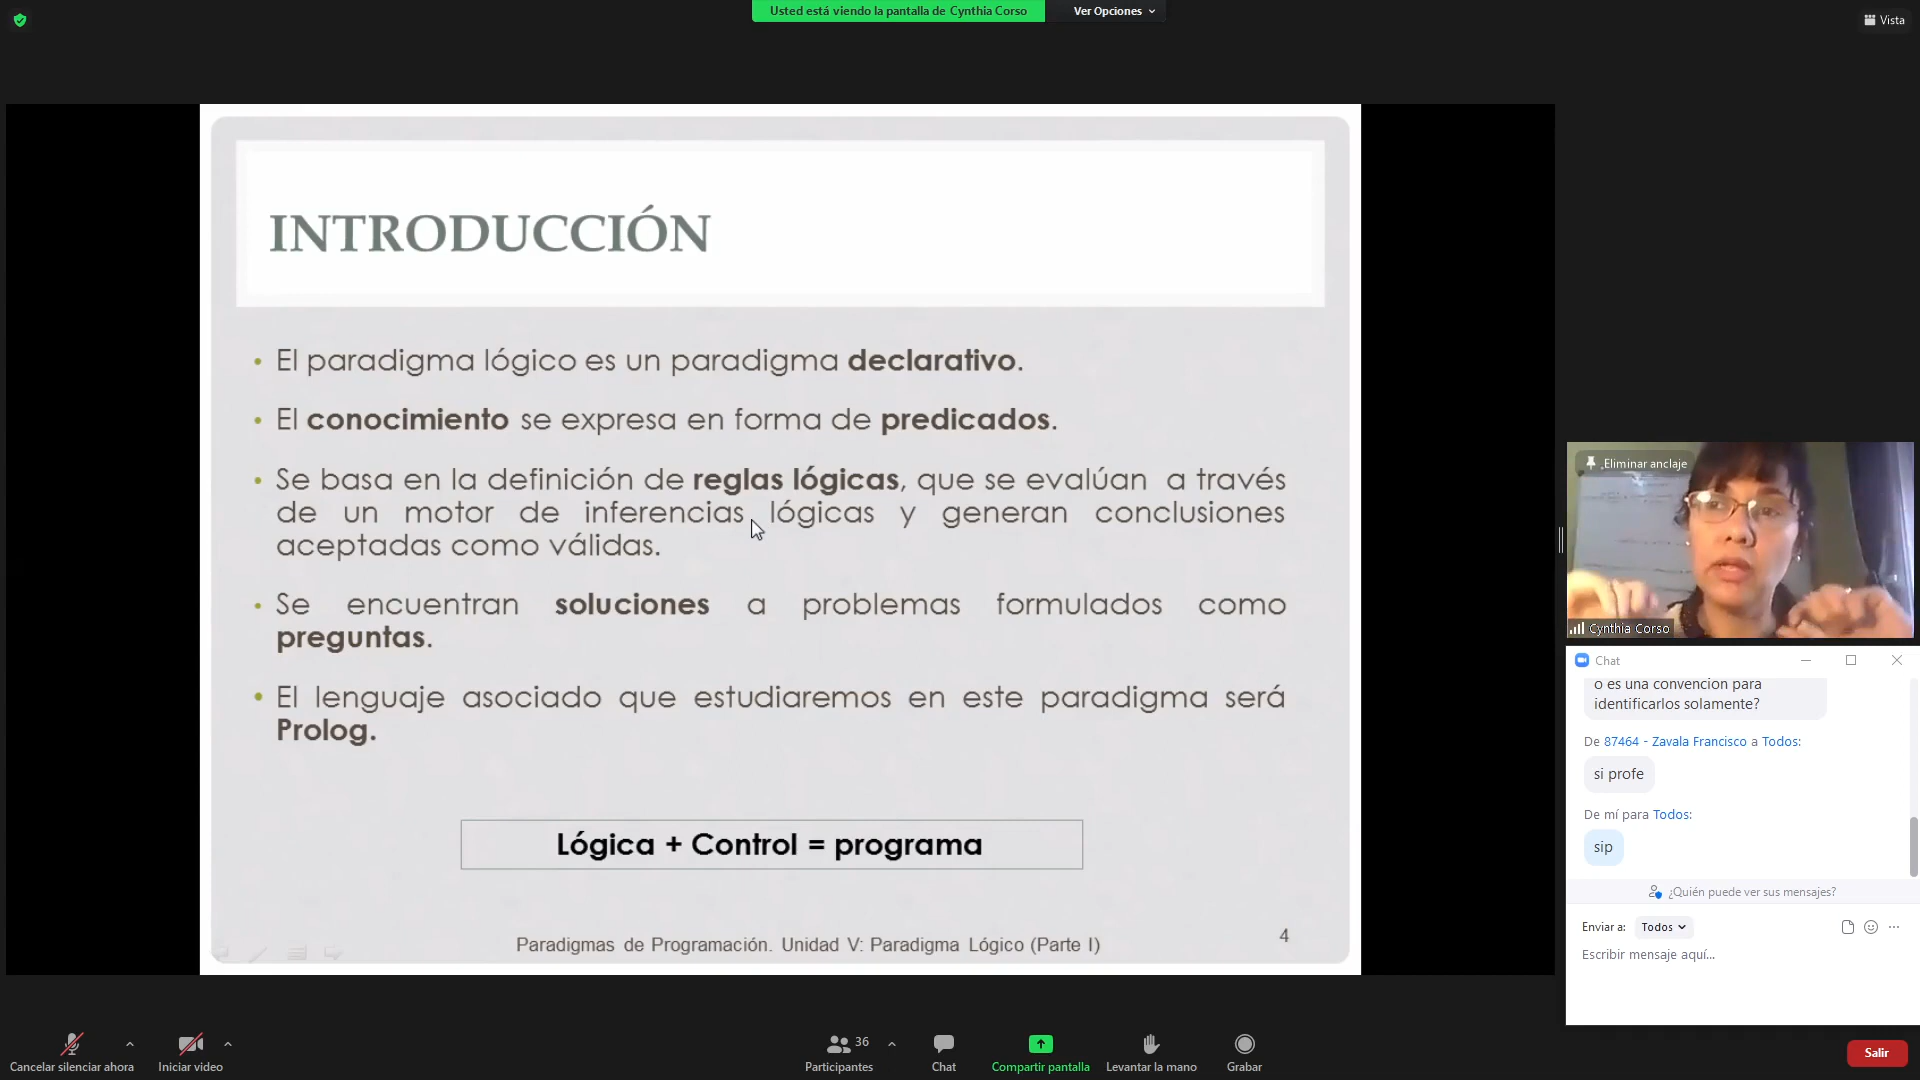 Usted está viendo la pantalla de Cynthia Corso
Ver Opciones
Vista
INTRODUCCIÓN
• El paradigma lógico es un paradigma declarativo.
• El conocimiento se expresa en forma de predicados.
• Se basa en la definición de reglas lógicas, que se evalúan a través
de un motor de inferencias lógicas y generan conclusiones
aceptadas como válidas.
• Se encuentran soluciones a problemas formulados como
preguntas.
• El lenguaje asociado que estudiaremos en este paradigma será
Prolog.
Lógica + Control = programa
Paradigmas de Programación. Unidad V: Paradigma Lógico (Parte I)
4
Eliminar anclaje
Cynthia Corso
Chat
o es una convencion para
identificarlos solamente?
De 87464 - Zavala Francisco a Todos:
si profe
De mí para Todos:
sip
¿Quién puede ver sus mensajes?
Enviar a: Todos
Escribir mensaje aquí...
Cancelar silenciar ahora
Iniciar video
36
Participantes
Chat
Compartir pantalla
Levantar la mano
Grabar
Salir